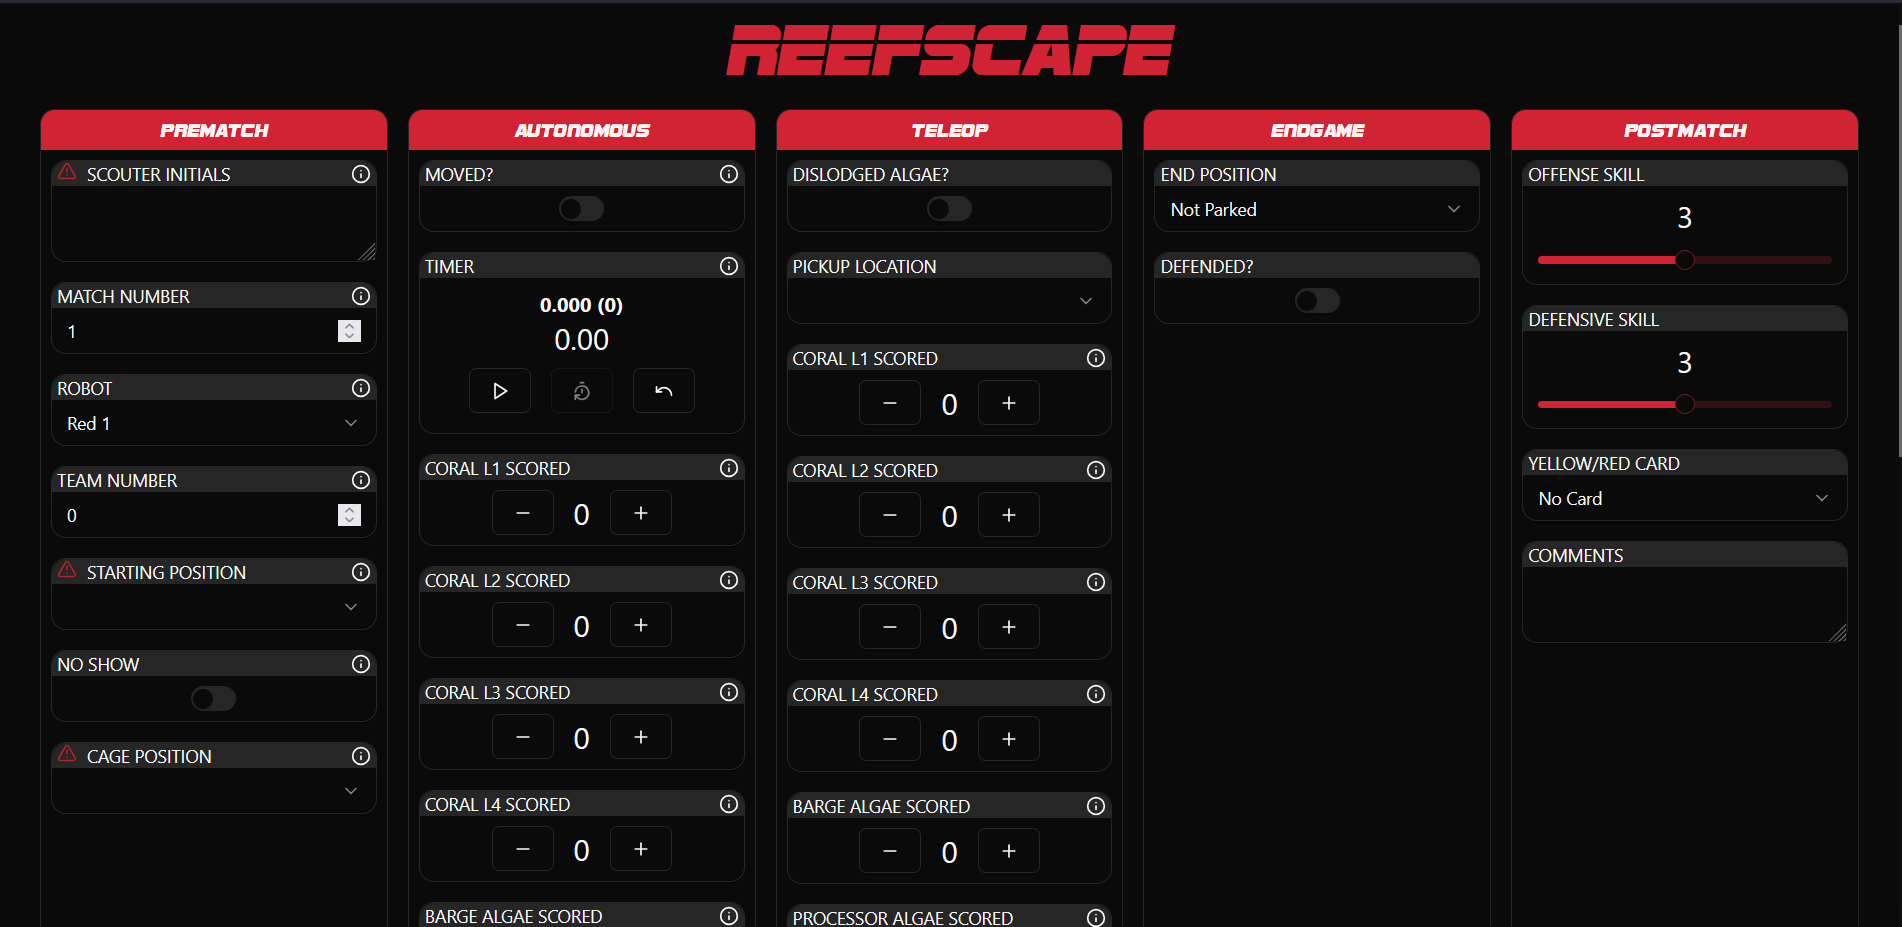 REEFSCAPE
PREMATCH
SCOUTER INITIALS
MATCH NUMBER
1
ROBOT
Red 1
TEAM NUMBER
0
STARTING POSITION
NO SHOW
CAGE POSITION
AUTONOMOUS
MOVED?
TIMER
0.000 (0)
0.00
CORAL L1 SCORED
− 0 +
CORAL L2 SCORED
− 0 +
CORAL L3 SCORED
− 0 +
CORAL L4 SCORED
− 0 +
BARGE ALGAE SCORED
TELEOP
DISLODGED ALGAE?
PICKUP LOCATION
CORAL L1 SCORED
− 0 +
CORAL L2 SCORED
− 0 +
CORAL L3 SCORED
− 0 +
CORAL L4 SCORED
− 0 +
BARGE ALGAE SCORED
− 0 +
PROCESSOR ALGAE SCORED
ENDGAME
END POSITION
Not Parked
DEFENDED?
POSTMATCH
OFFENSE SKILL
3
DEFENSIVE SKILL
3
YELLOW/RED CARD
No Card
COMMENTS